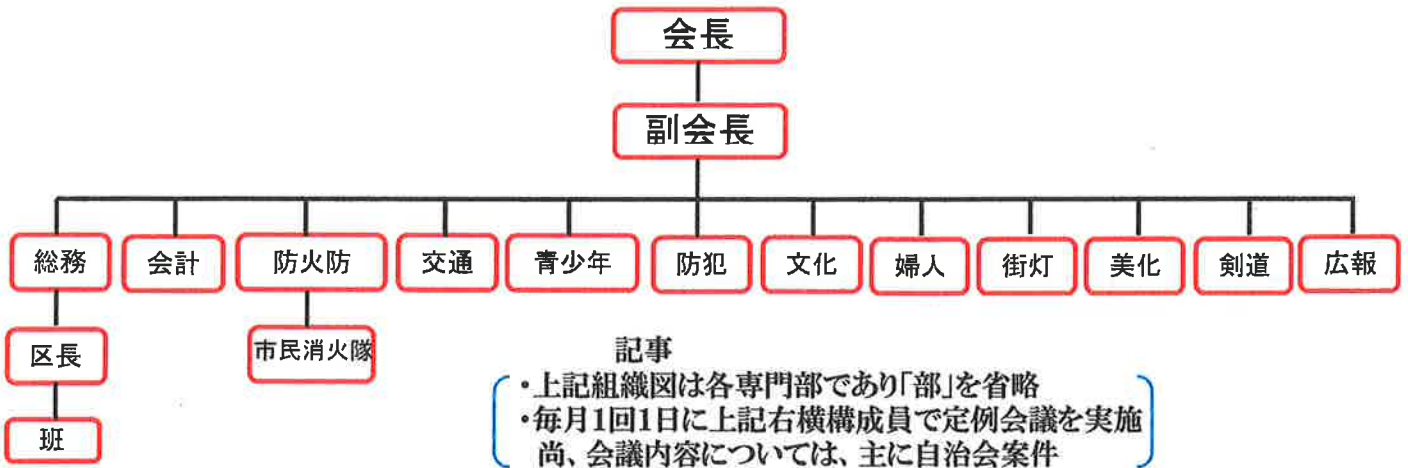 会長
副会長
総務 会計 防火防 交通 青少年 防犯 文化 婦人 街灯 美化 剣道 広報
区長 市民消火隊
班
記事
・上記組織図は各専門部であり「部」を省略
・毎月1回1日に上記右横構成員で定例会議を実施
尚、会議内容については、主に自治会案件